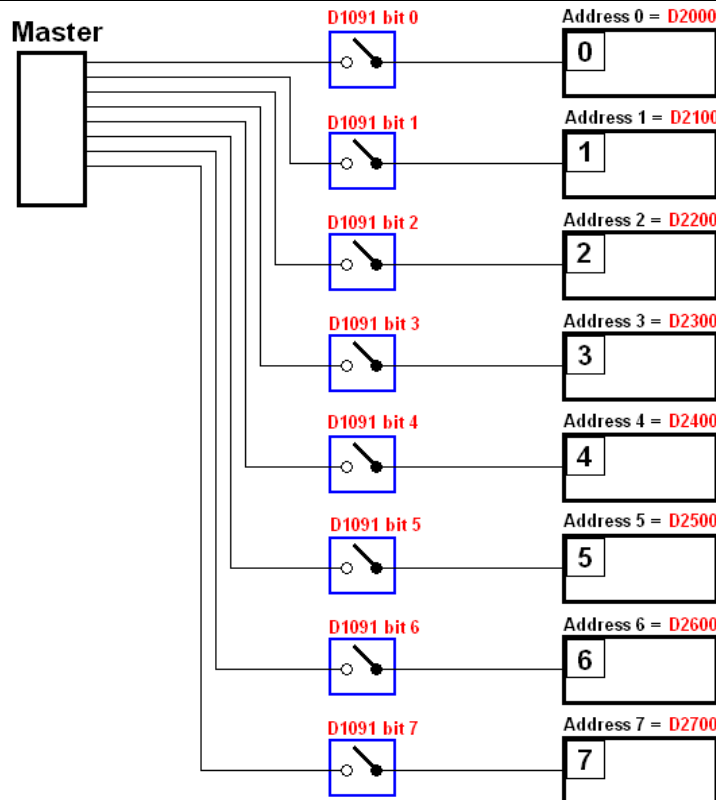 D1091 bit 0
Address 0 = D2000
Master
0
D1091 bit 1
Address 1 = D2100
1
D1091 bit 2
Address 2 = D2200
2
D1091 bit 3
Address 3 = D2300
3
D1091 bit 4
Address 4 = D2400
4
D1091 bit 5
Address 5 = D2500
5
D1091 bit 6
Address 6 = D2600
6
D1091 bit 7
Address 7 = D2700
7